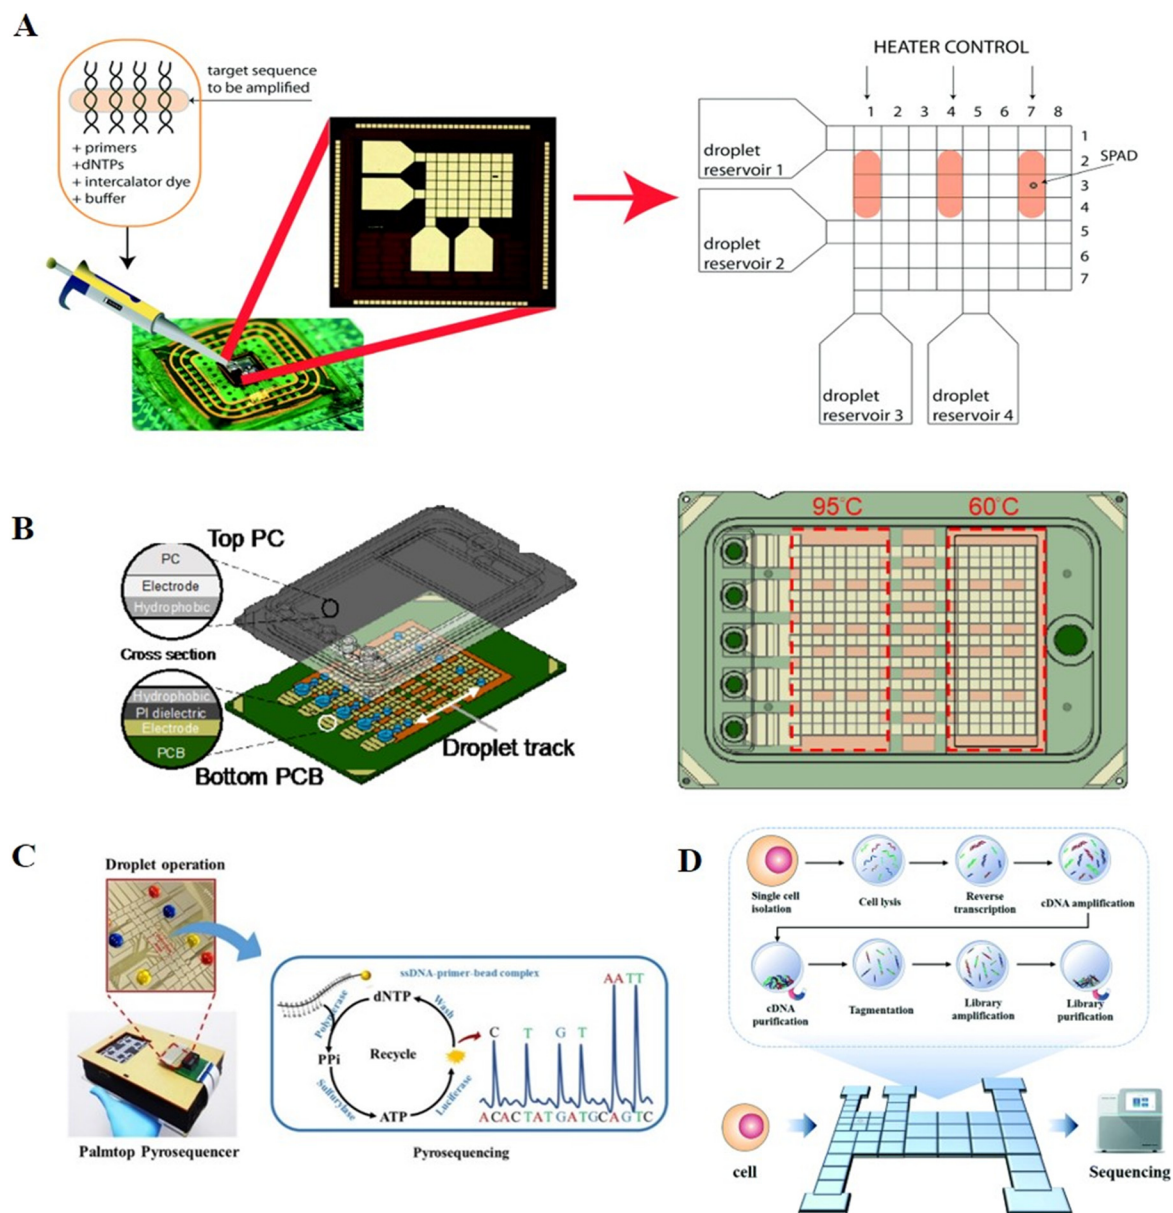 A
target sequence
to be amplified
+ primers
+dNTPs
+ intercalator dye
+ buffer
HEATER CONTROL
1 2 3 4 5 6 7 8
droplet
reservoir 1
droplet
reservoir 2
1
2
SPAD
3
4
5
6
7
droplet
reservoir 3
droplet
reservoir 4
B
Top PC
PC
Electrode
Hydrophobic
Cross section
Hydrophobic
PI dielectric
Electrode
PCB
Droplet track
Bottom PCB
95°C
60°C
C
Droplet operation
Palmtop Pyrosequencer
ssDNA-primer-bead complex
Polymerase
dNTP
Wash
PPi
Recycle
Sulfurylase
ATP
Luciferase
C T G T AATT
ACACTATGATGCAGTC
Pyrosequencing
D
Single cell
isolation
Cell lysis
Reverse
transcription
cDNA amplification
cDNA
purification
Tagmentation
Library
amplification
Library
purification
cell
Sequencing